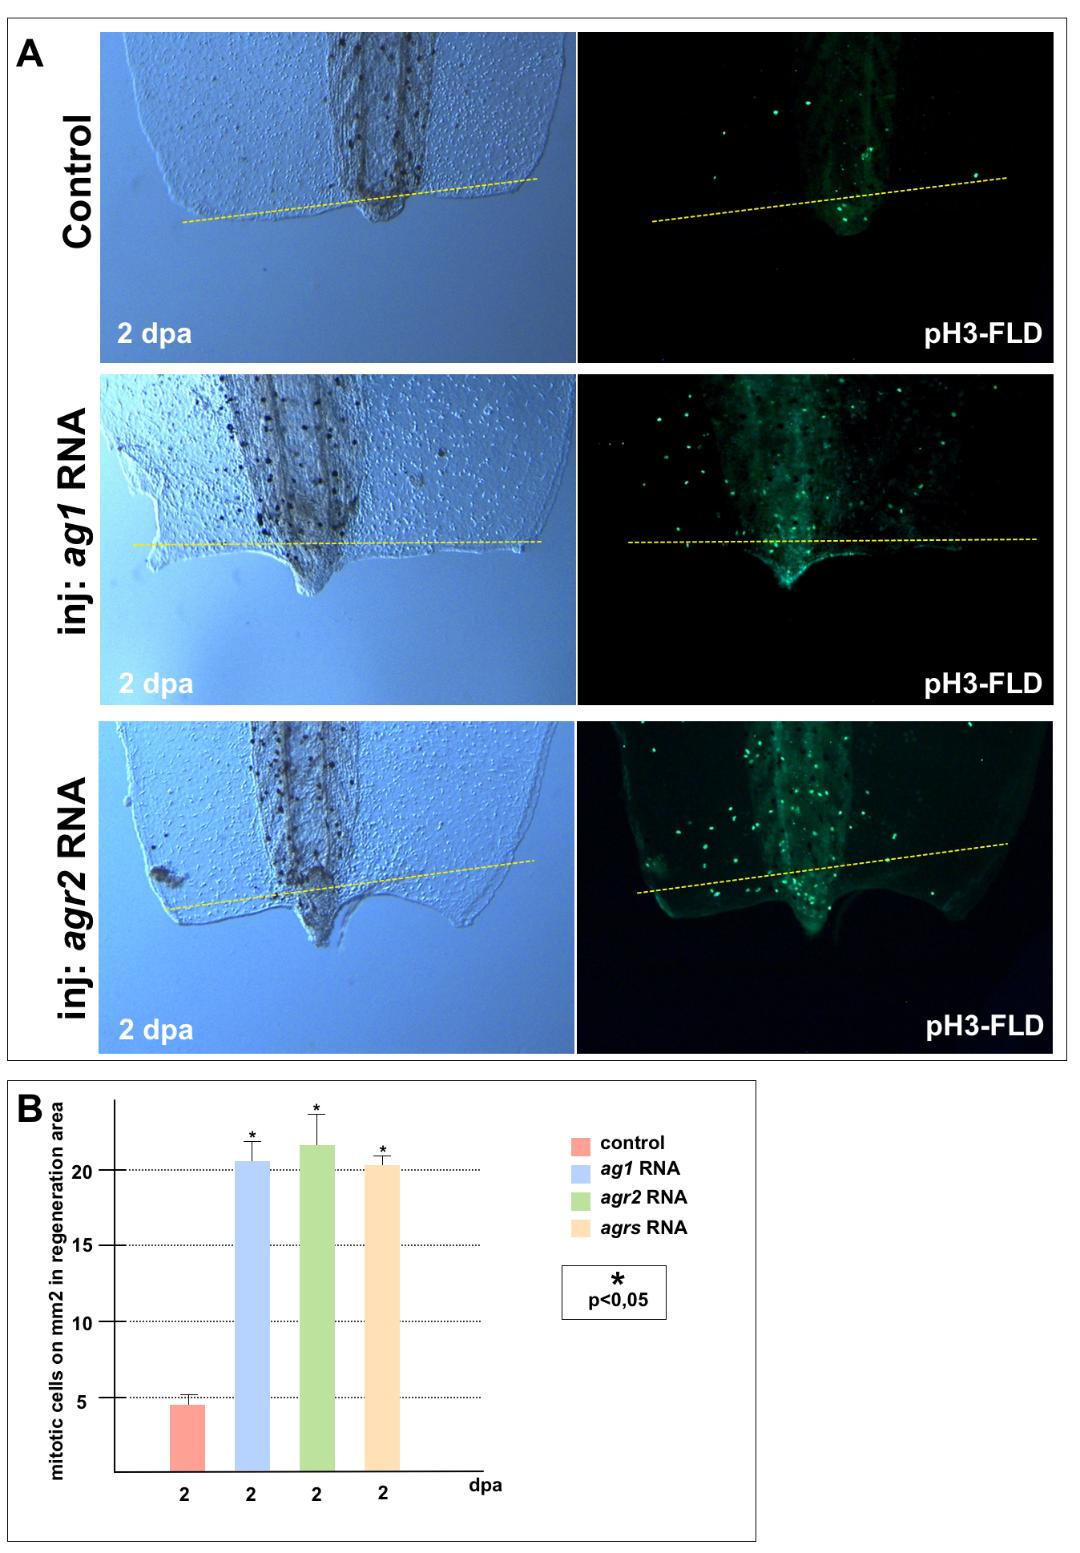 A
Control
2 dpa
pH3-FLD
inj: ag1 RNA
2 dpa
pH3-FLD
inj: agr2 RNA
2 dpa
pH3-FLD
B
mitotic cells on mm2 in regeneration area
20
15
10
5
*
*
*
2
2
2
2
dpa
control
ag1 RNA
agr2 RNA
agrs RNA
*
p<0,05